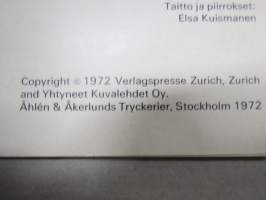 Taitto ja piirrokset:
Elsa Kuismanen
Copyright © 1972 Verlagspresse Zurich, Zurich
and Yhtyneet Kuvalehdet Oy.
Åhlén & Åkerlunds Tryckerier, Stockholm 1972